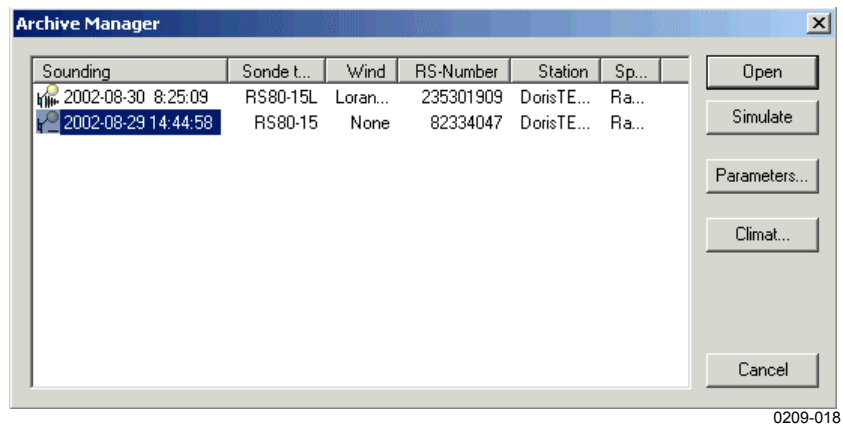 Archive Manager
Sounding Sonde t... Wind RS-Number Station Sp...
2002-08-30 8:25:09 RS80-15L Loran... 235301909 DorisTE... Ra...
2002-08-29 14:44:58 RS80-15 None 82334047 DorisTE... Ra...
Open
Simulate
Parameters...
Climat...
Cancel
0209-018